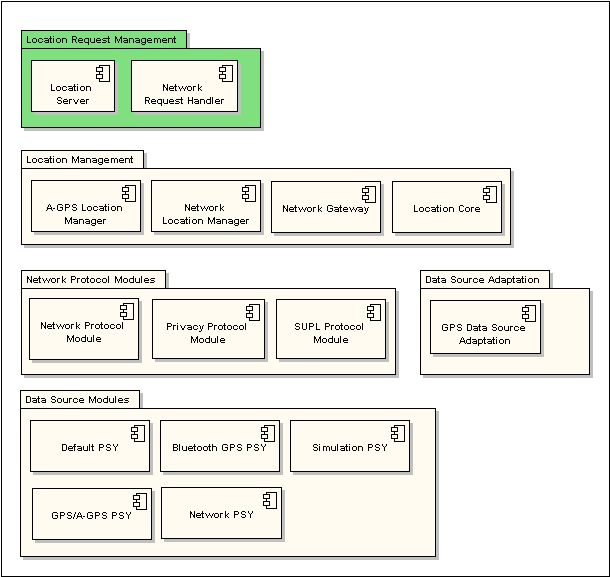 Location Request Management
Location
Server
Network
Request Handler
Location Management
A-GPS Location
Manager
Network
Location Manager
Network Gateway
Location Core
Network Protocol Modules
Network Protocol
Module
Privacy Protocol
Module
SUPL Protocol
Module
Data Source Adaptation
GPS Data Source
Adaptation
Data Source Modules
Default PSY
Bluetooth GPS PSY
Simulation PSY
GPS/A-GPS PSY
Network PSY